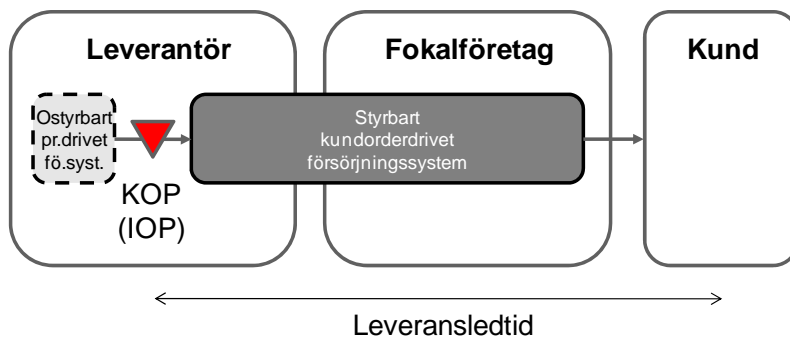 Leverantör
Fokalföretag
Kund
Ostyrbart
pr.drivet
fö.syst.
Styrbart
kundorderdrivet
försörjningssystem
KOP
(IOP)
Leveransledtid